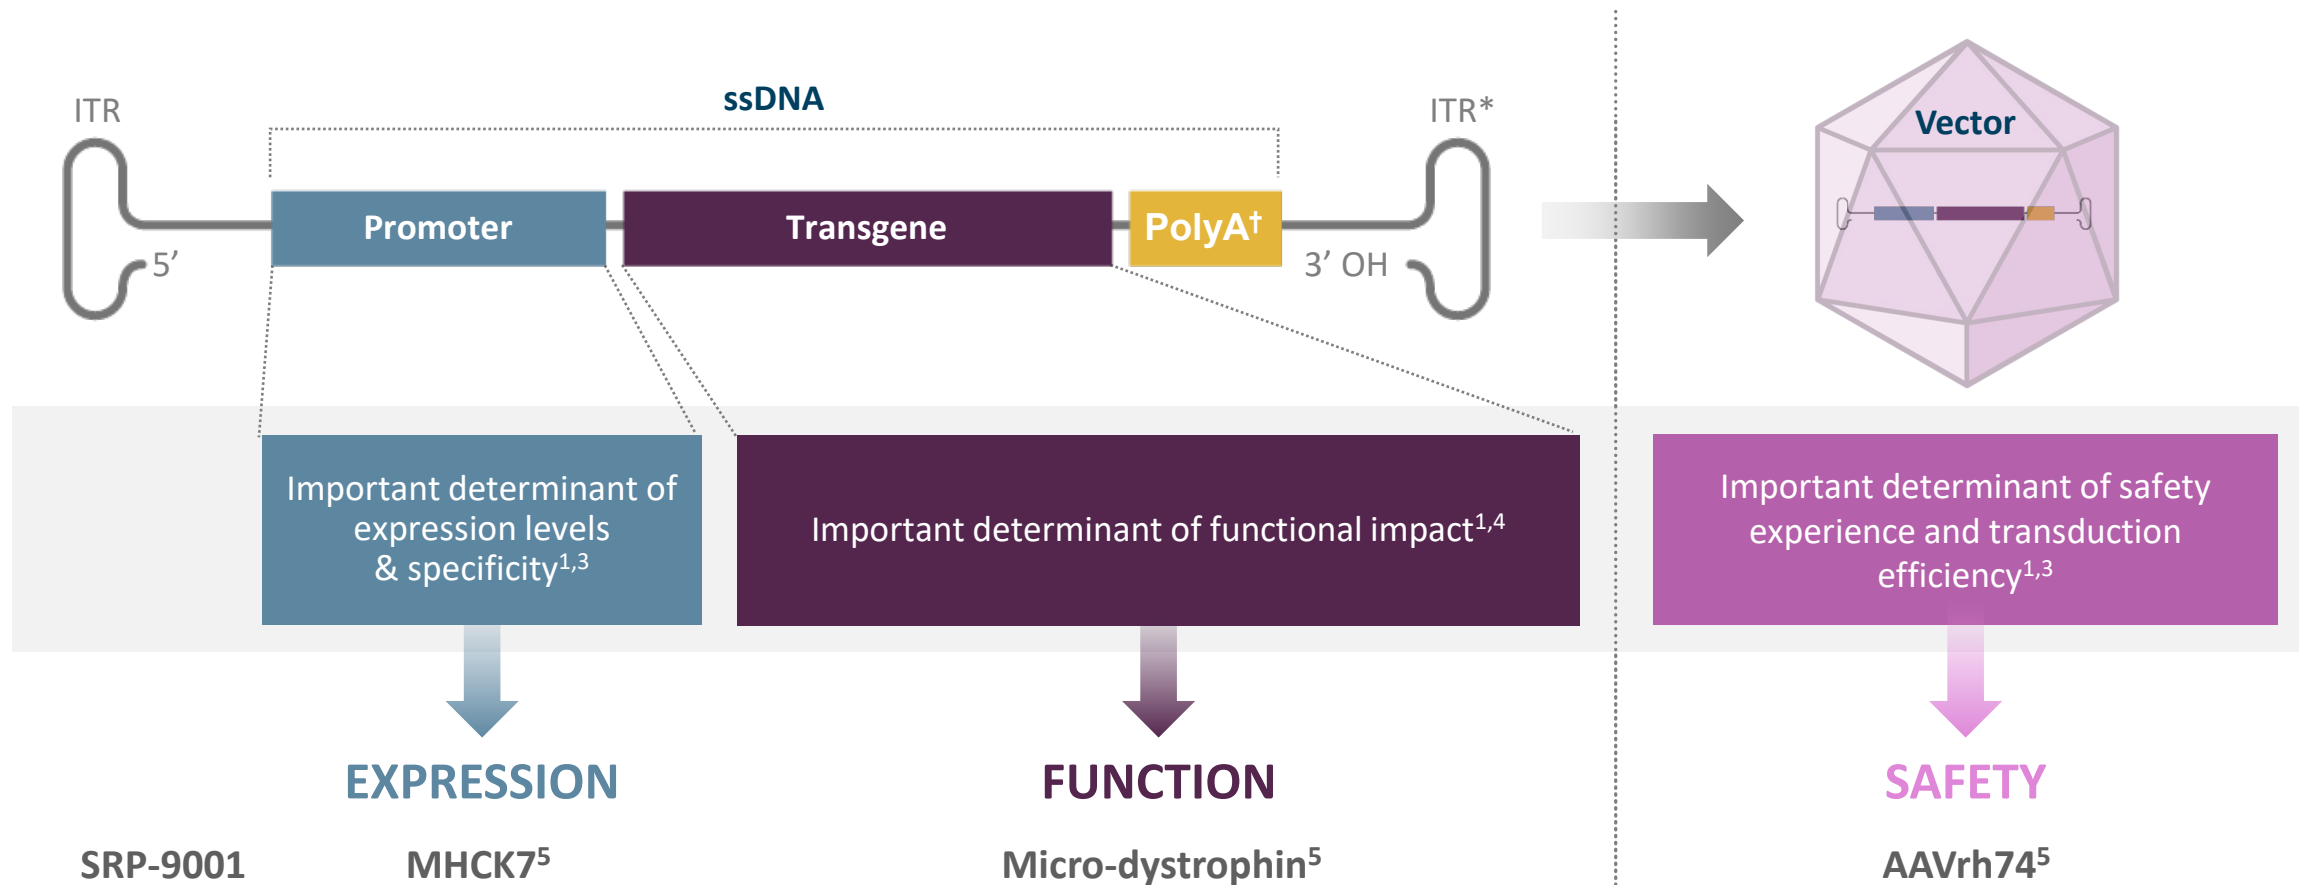 ssDNA
ITR
ITR*
Vector
Promoter
Transgene
PolyA†
5’
3’ OH
Important determinant of
expression levels
& specificity1,3
Important determinant of functional impact1,4
Important determinant of safety
experience and transduction
efficiency1,3
EXPRESSION
FUNCTION
SAFETY
SRP-9001
MHCK75
Micro-dystrophin5
AAVrh745